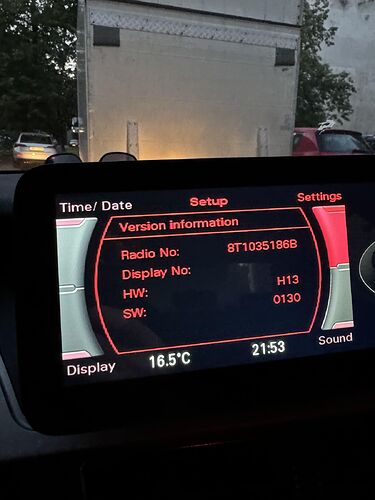 Time/ Date
Setup
Settings
Version information
Radio No: 8T1035186B
Display No:
HW: H13
SW: 0130
Display
16.5°C
21:53
Sound